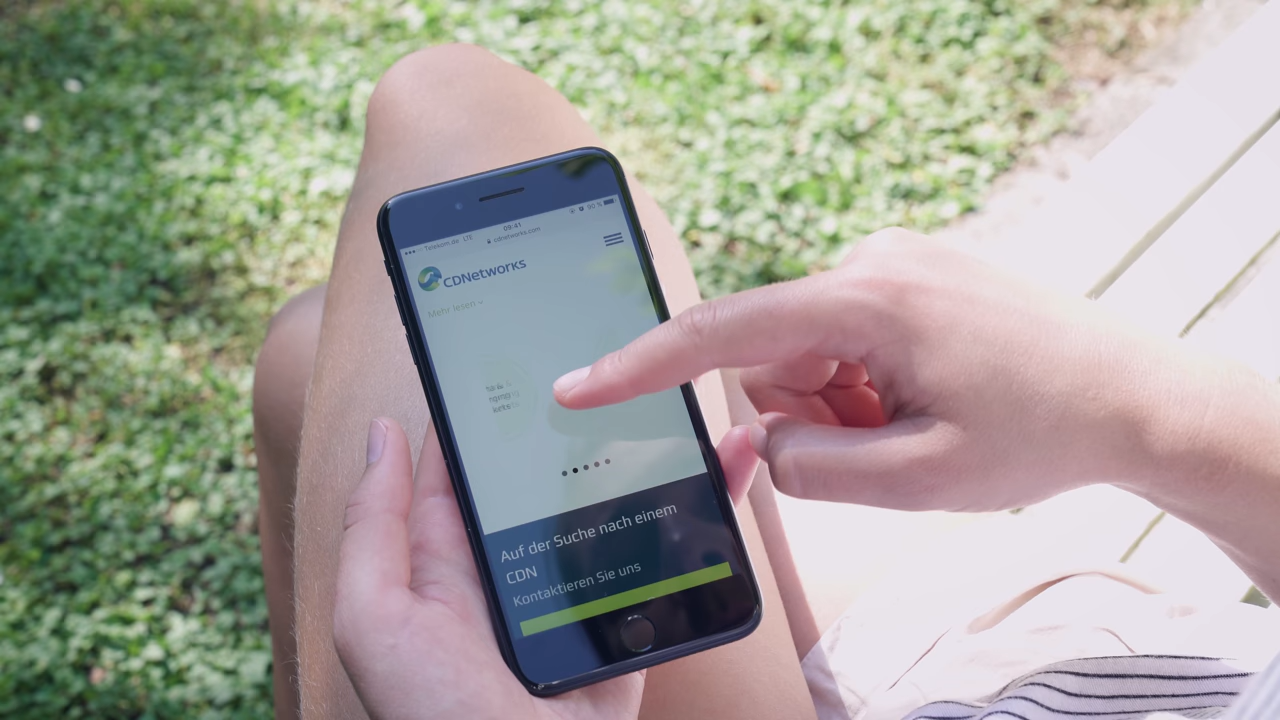 Telekom.de LTE 09:41 90 %
cdnetworks.com
CDNetworks
Mehr lesen
Auf der Suche nach einem
CDN
Kontaktieren Sie uns